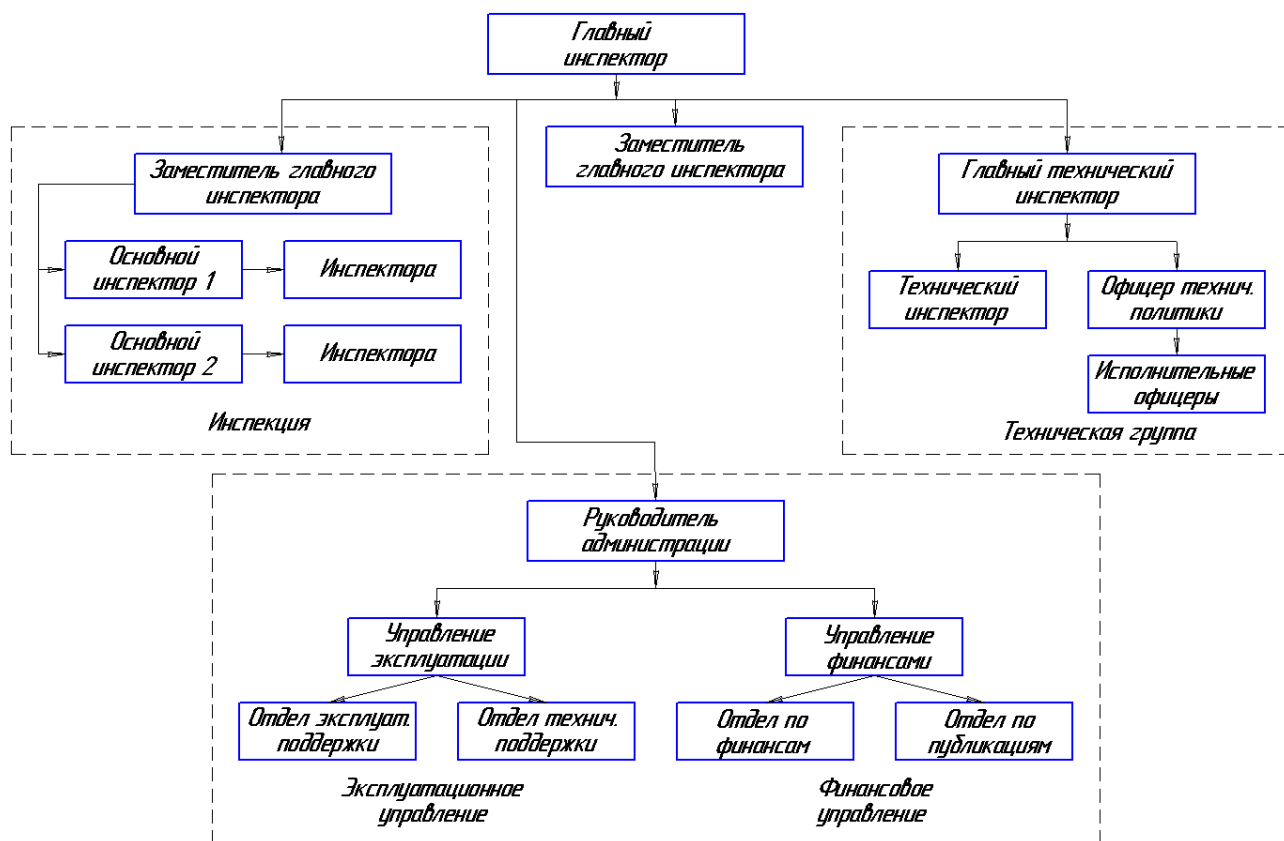 Главный
инспектор
Заместитель главного
инспектора
Заместитель
главного инспектора
Главный технический
инспектор
Основной
инспектор 1
Инспектора
Основной
инспектор 2
Инспектора
Инспекция
Технический
инспектор
Офицер технич.
политики
Исполнительные
офицеры
Техническая группа
Руководитель
администрации
Управление
эксплуатации
Управление
финансами
Отдел эксплуат.
поддержки
Отдел технич.
поддержки
Отдел по
финансам
Отдел по
публикациям
Эксплуатационное
управление
Финансовое
управление